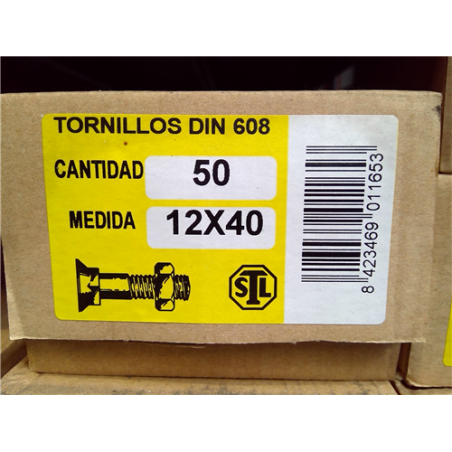 TORNILLOS DIN 608
CANTIDAD 50
MEDIDA 12X40
STL
8 423469 011653